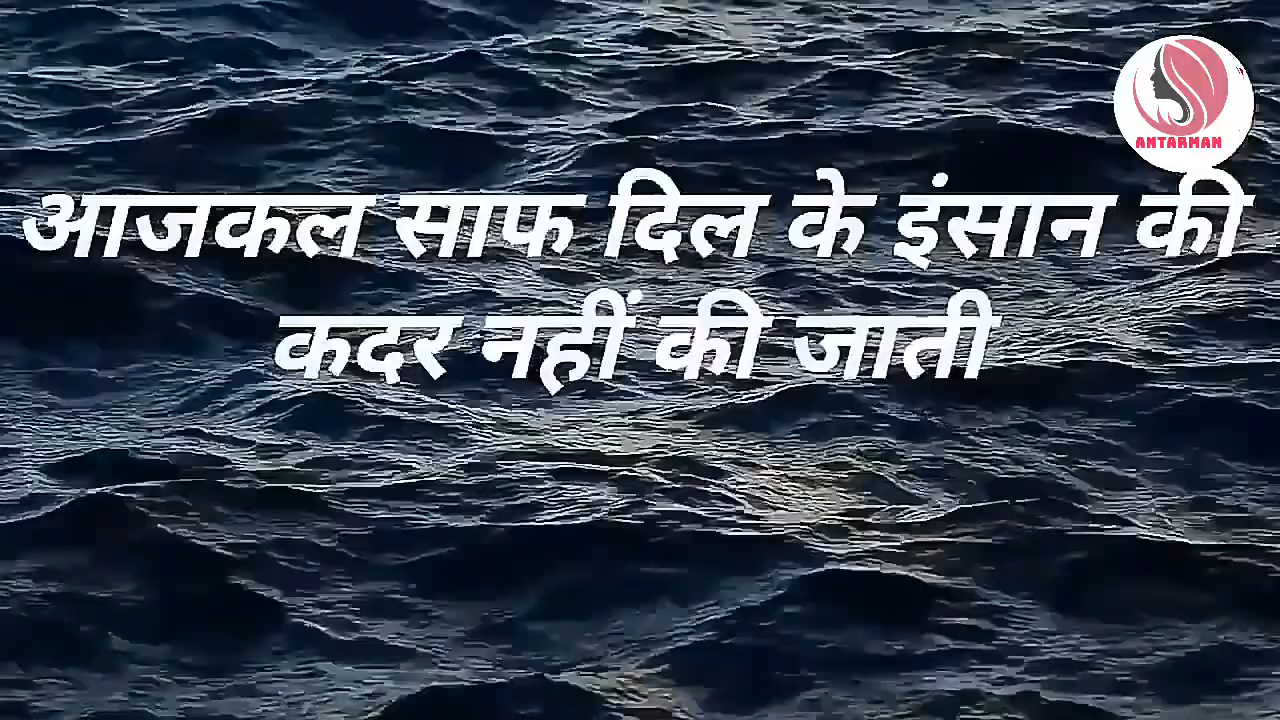 ANTARMAN
आजकल साफ दिल के इंसान की
कदर नहीं की जाती